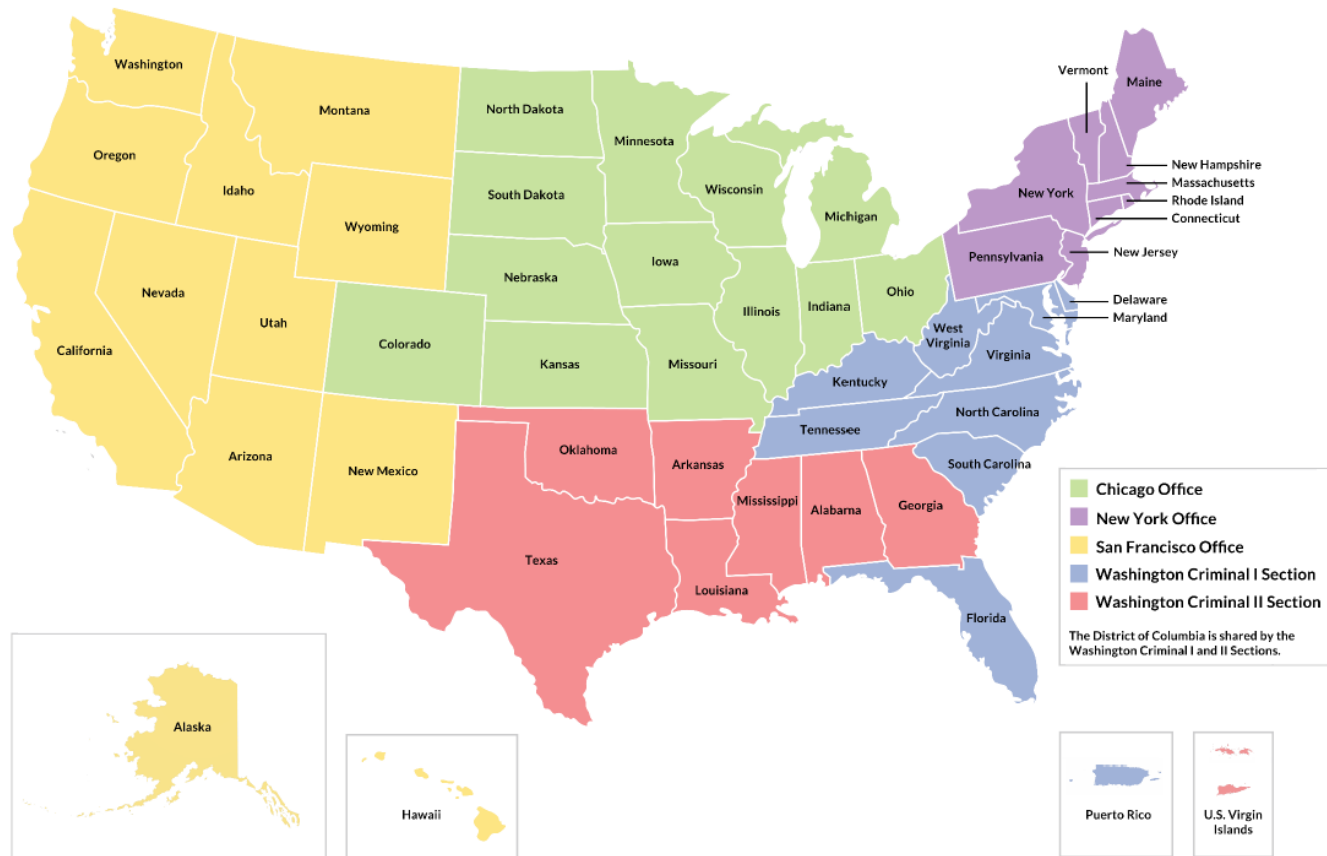 Washington
Montana
North Dakota
Minnesota
Vermont
Maine
Oregon
Idaho
South Dakota
Wisconsin
Michigan
New York
New Hampshire
Massachusetts
Rhode Island
Connecticut
Wyoming
Nebraska
Iowa
Pennsylvania
New Jersey
Nevada
Utah
Illinois
Indiana
Ohio
Delaware
Maryland
California
Colorado
Kansas
Missouri
West
Virginia
Virginia
Kentucky
North Carolina
Tennessee
Arizona
New Mexico
Oklahoma
Arkansas
South Carolina
Mississippi
Alabama
Georgia
Texas
Louisiana
Florida
Chicago Office
New York Office
San Francisco Office
Washington Criminal I Section
Washington Criminal II Section
The District of Columbia is shared by the
Washington Criminal I and II Sections.
Alaska
Hawaii
Puerto Rico
U.S. Virgin
Islands